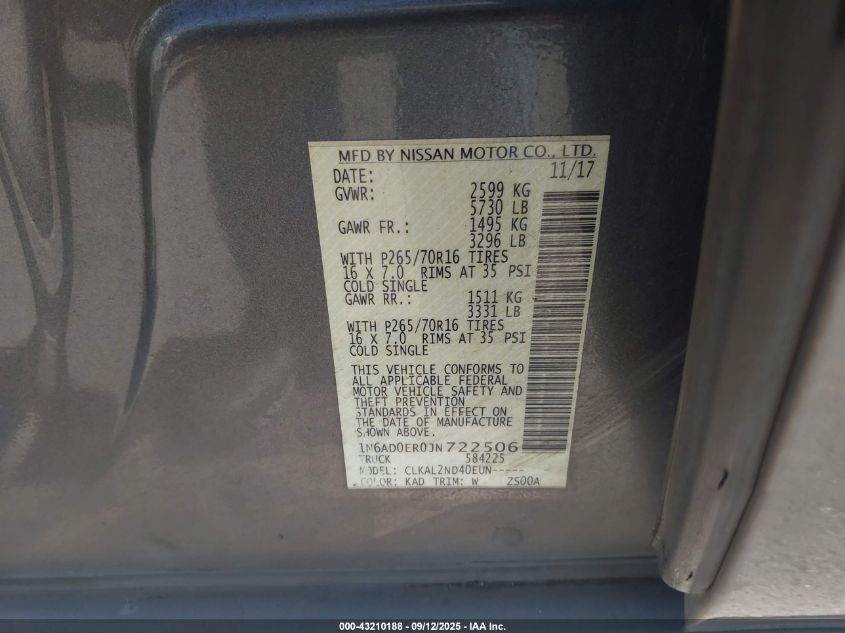 MFD BY NISSAN MOTOR CO., LTD.
DATE: 11/17
GVWR: 2599 KG
5730 LB
GAWR FR.: 1495 KG
3296 LB
WITH P265/70R16 TIRES
16 X 7.0 RIMS AT 35 PSI
COLD SINGLE
GAWR RR.: 1511 KG
3331 LB
WITH P265/70R16 TIRES
16 X 7.0 RIMS AT 35 PSI
COLD SINGLE
THIS VEHICLE CONFORMS TO
ALL APPLICABLE FEDERAL
MOTOR VEHICLE SAFETY AND
THEFT PREVENTION
STANDARDS IN EFFECT ON
THE DATE OF MANUFACTURE
SHOWN ABOVE.
1N6AD0ER0JN722506
TRUCK 584225
MODEL: CLKAL2ND40EUN-----
COLOR: KAD TRIM: W ZS00A
000-43210188 - 09/12/2025 - IAA Inc.